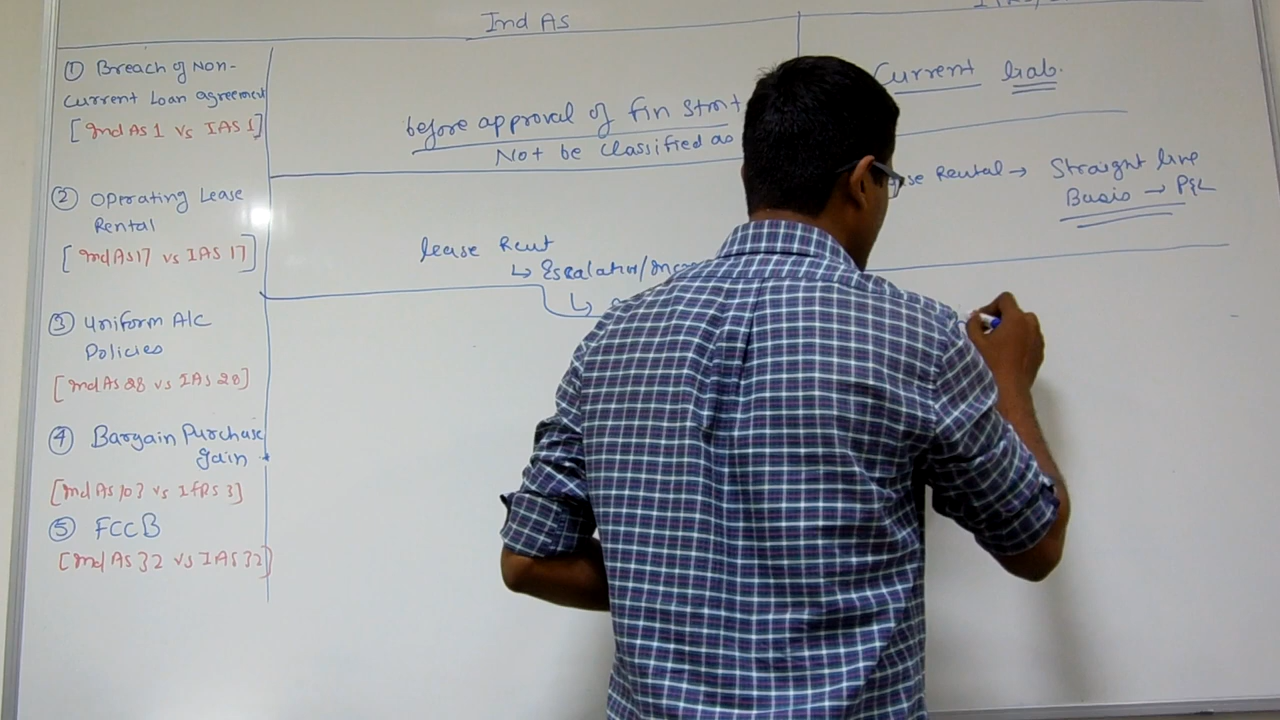 Ind As
① Breach of Non-
Current Loan agreement
[Ind As 1 vs IAS 1]
before approval of fin Stmt
Not be classified as
Current liab.
② Operating Lease
Rental
[Ind As 17 vs IAS 17]
lease Rent
↳ Escalation/
Rental → Straight line
Basis → P&L
③ Uniform A/C
Policies
[Ind As 28 vs IAS 28]
④ Bargain Purchase
gain
[Ind As 103 vs IFRS 3]
⑤ FCCB
[Ind As 32 vs IAS 32]